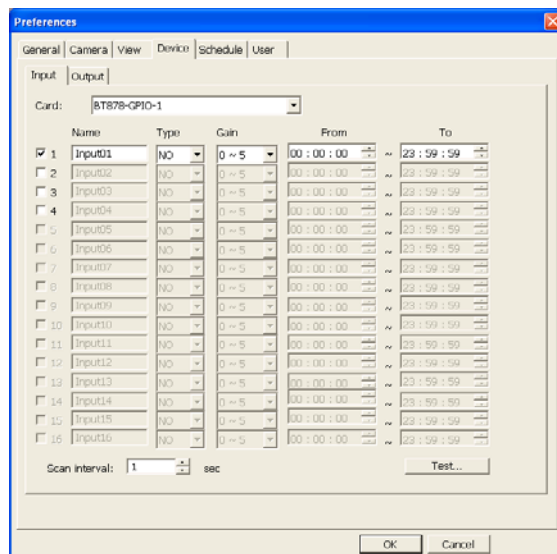 Preferences
General Camera View Device Schedule User
Input Output
Card: BT878-GPIO-1
Name Type Gain From To
1 Input01 NO 0 ~ 5 00 : 00 : 00 ~ 23 : 59 : 59
2 Input02 NO 0 ~ 5 00 : 00 : 00 ~ 23 : 59 : 59
3 Input03 NO 0 ~ 5 00 : 00 : 00 ~ 23 : 59 : 59
4 Input04 NO 0 ~ 5 00 : 00 : 00 ~ 23 : 59 : 59
5 Input05 NO 0 ~ 5 00 : 00 : 00 ~ 23 : 59 : 59
6 Input06 NO 0 ~ 5 00 : 00 : 00 ~ 23 : 59 : 59
7 Input07 NO 0 ~ 5 00 : 00 : 00 ~ 23 : 59 : 59
8 Input08 NO 0 ~ 5 00 : 00 : 00 ~ 23 : 59 : 59
9 Input09 NO 0 ~ 5 00 : 00 : 00 ~ 23 : 59 : 59
10 Input10 NO 0 ~ 5 00 : 00 : 00 ~ 23 : 59 : 59
11 Input11 NO 0 ~ 5 00 : 00 : 00 ~ 23 : 59 : 59
12 Input12 NO 0 ~ 5 00 : 00 : 00 ~ 23 : 59 : 59
13 Input13 NO 0 ~ 5 00 : 00 : 00 ~ 23 : 59 : 59
14 Input14 NO 0 ~ 5 00 : 00 : 00 ~ 23 : 59 : 59
15 Input15 NO 0 ~ 5 00 : 00 : 00 ~ 23 : 59 : 59
16 Input16 NO 0 ~ 5 00 : 00 : 00 ~ 23 : 59 : 59
Scan interval: 1 sec Test...
OK Cancel